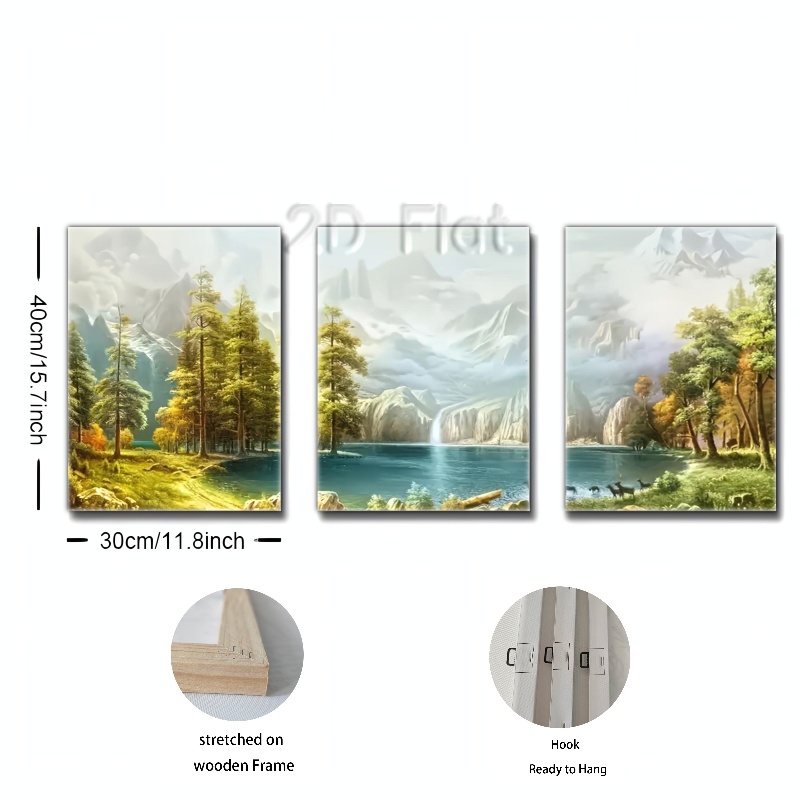 2D Flat
40cm/15.7inch
30cm/11.8inch
stretched on
wooden Frame
Hook
Ready to Hang